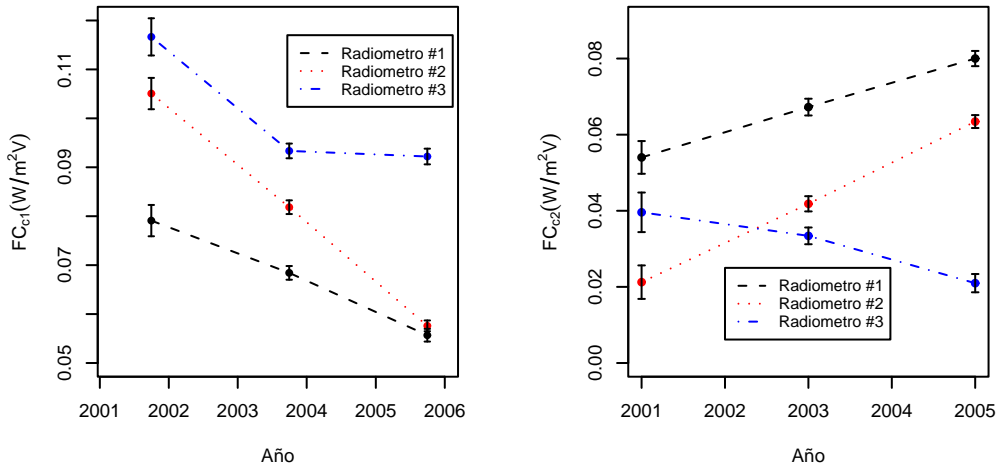 FC_c1(W/m²V)
0.11
0.09
0.07
0.05
Radiometro #1
Radiometro #2
Radiometro #3
2001 2002 2003 2004 2005 2006
Año
FC_c2(W/m²V)
0.08
0.06
0.04
0.02
0.00
Radiometro #1
Radiometro #2
Radiometro #3
2001 2002 2003 2004 2005
Año